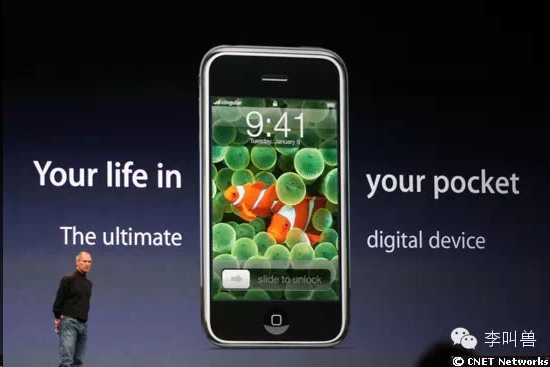 cingular
9:41
Tuesday, January 9
Your life in your pocket
The ultimate digital device
slide to unlock
李叫兽
© CNET Networks